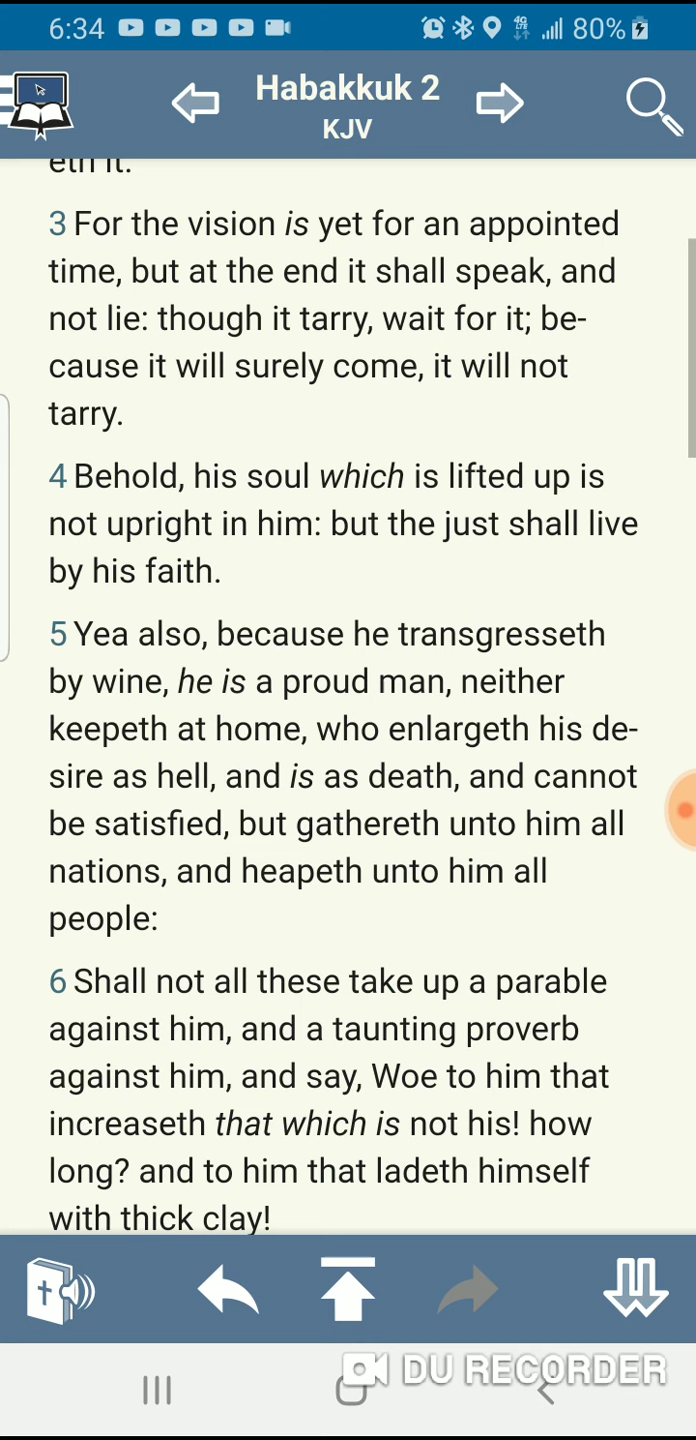 6:34
4G
LTE
80%
Habakkuk 2
KJV
eth it.
3 For the vision is yet for an appointed
time, but at the end it shall speak, and
not lie: though it tarry, wait for it; be-
cause it will surely come, it will not
tarry.
4 Behold, his soul which is lifted up is
not upright in him: but the just shall live
by his faith.
5 Yea also, because he transgresseth
by wine, he is a proud man, neither
keepeth at home, who enlargeth his de-
sire as hell, and is as death, and cannot
be satisfied, but gathereth unto him all
nations, and heapeth unto him all
people:
6 Shall not all these take up a parable
against him, and a taunting proverb
against him, and say, Woe to him that
increaseth that which is not his! how
long? and to him that ladeth himself
with thick clay!
DU RECORDER